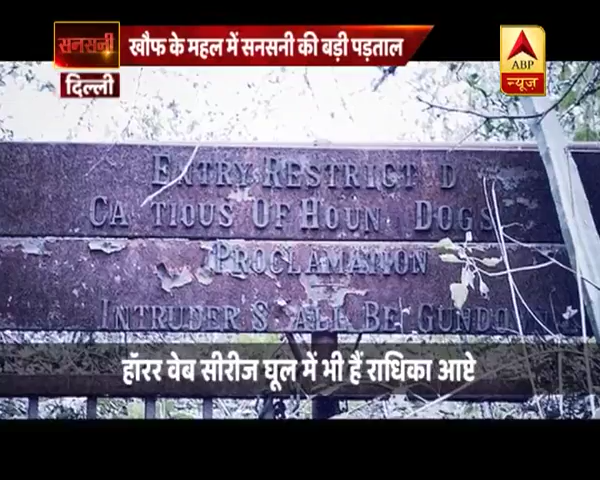 सनसनी
खौफ के महल में सनसनी की बड़ी पड़ताल
दिल्ली
ABP
न्यूज़
ENTRY RESTRICT D
CA TIOUS OF HOUN DOGS
PROCLAMATION
INTRUDER S ALL BE GUNDO
हॉरर वेब सीरीज घूल में भी हैं राधिका आप्टे